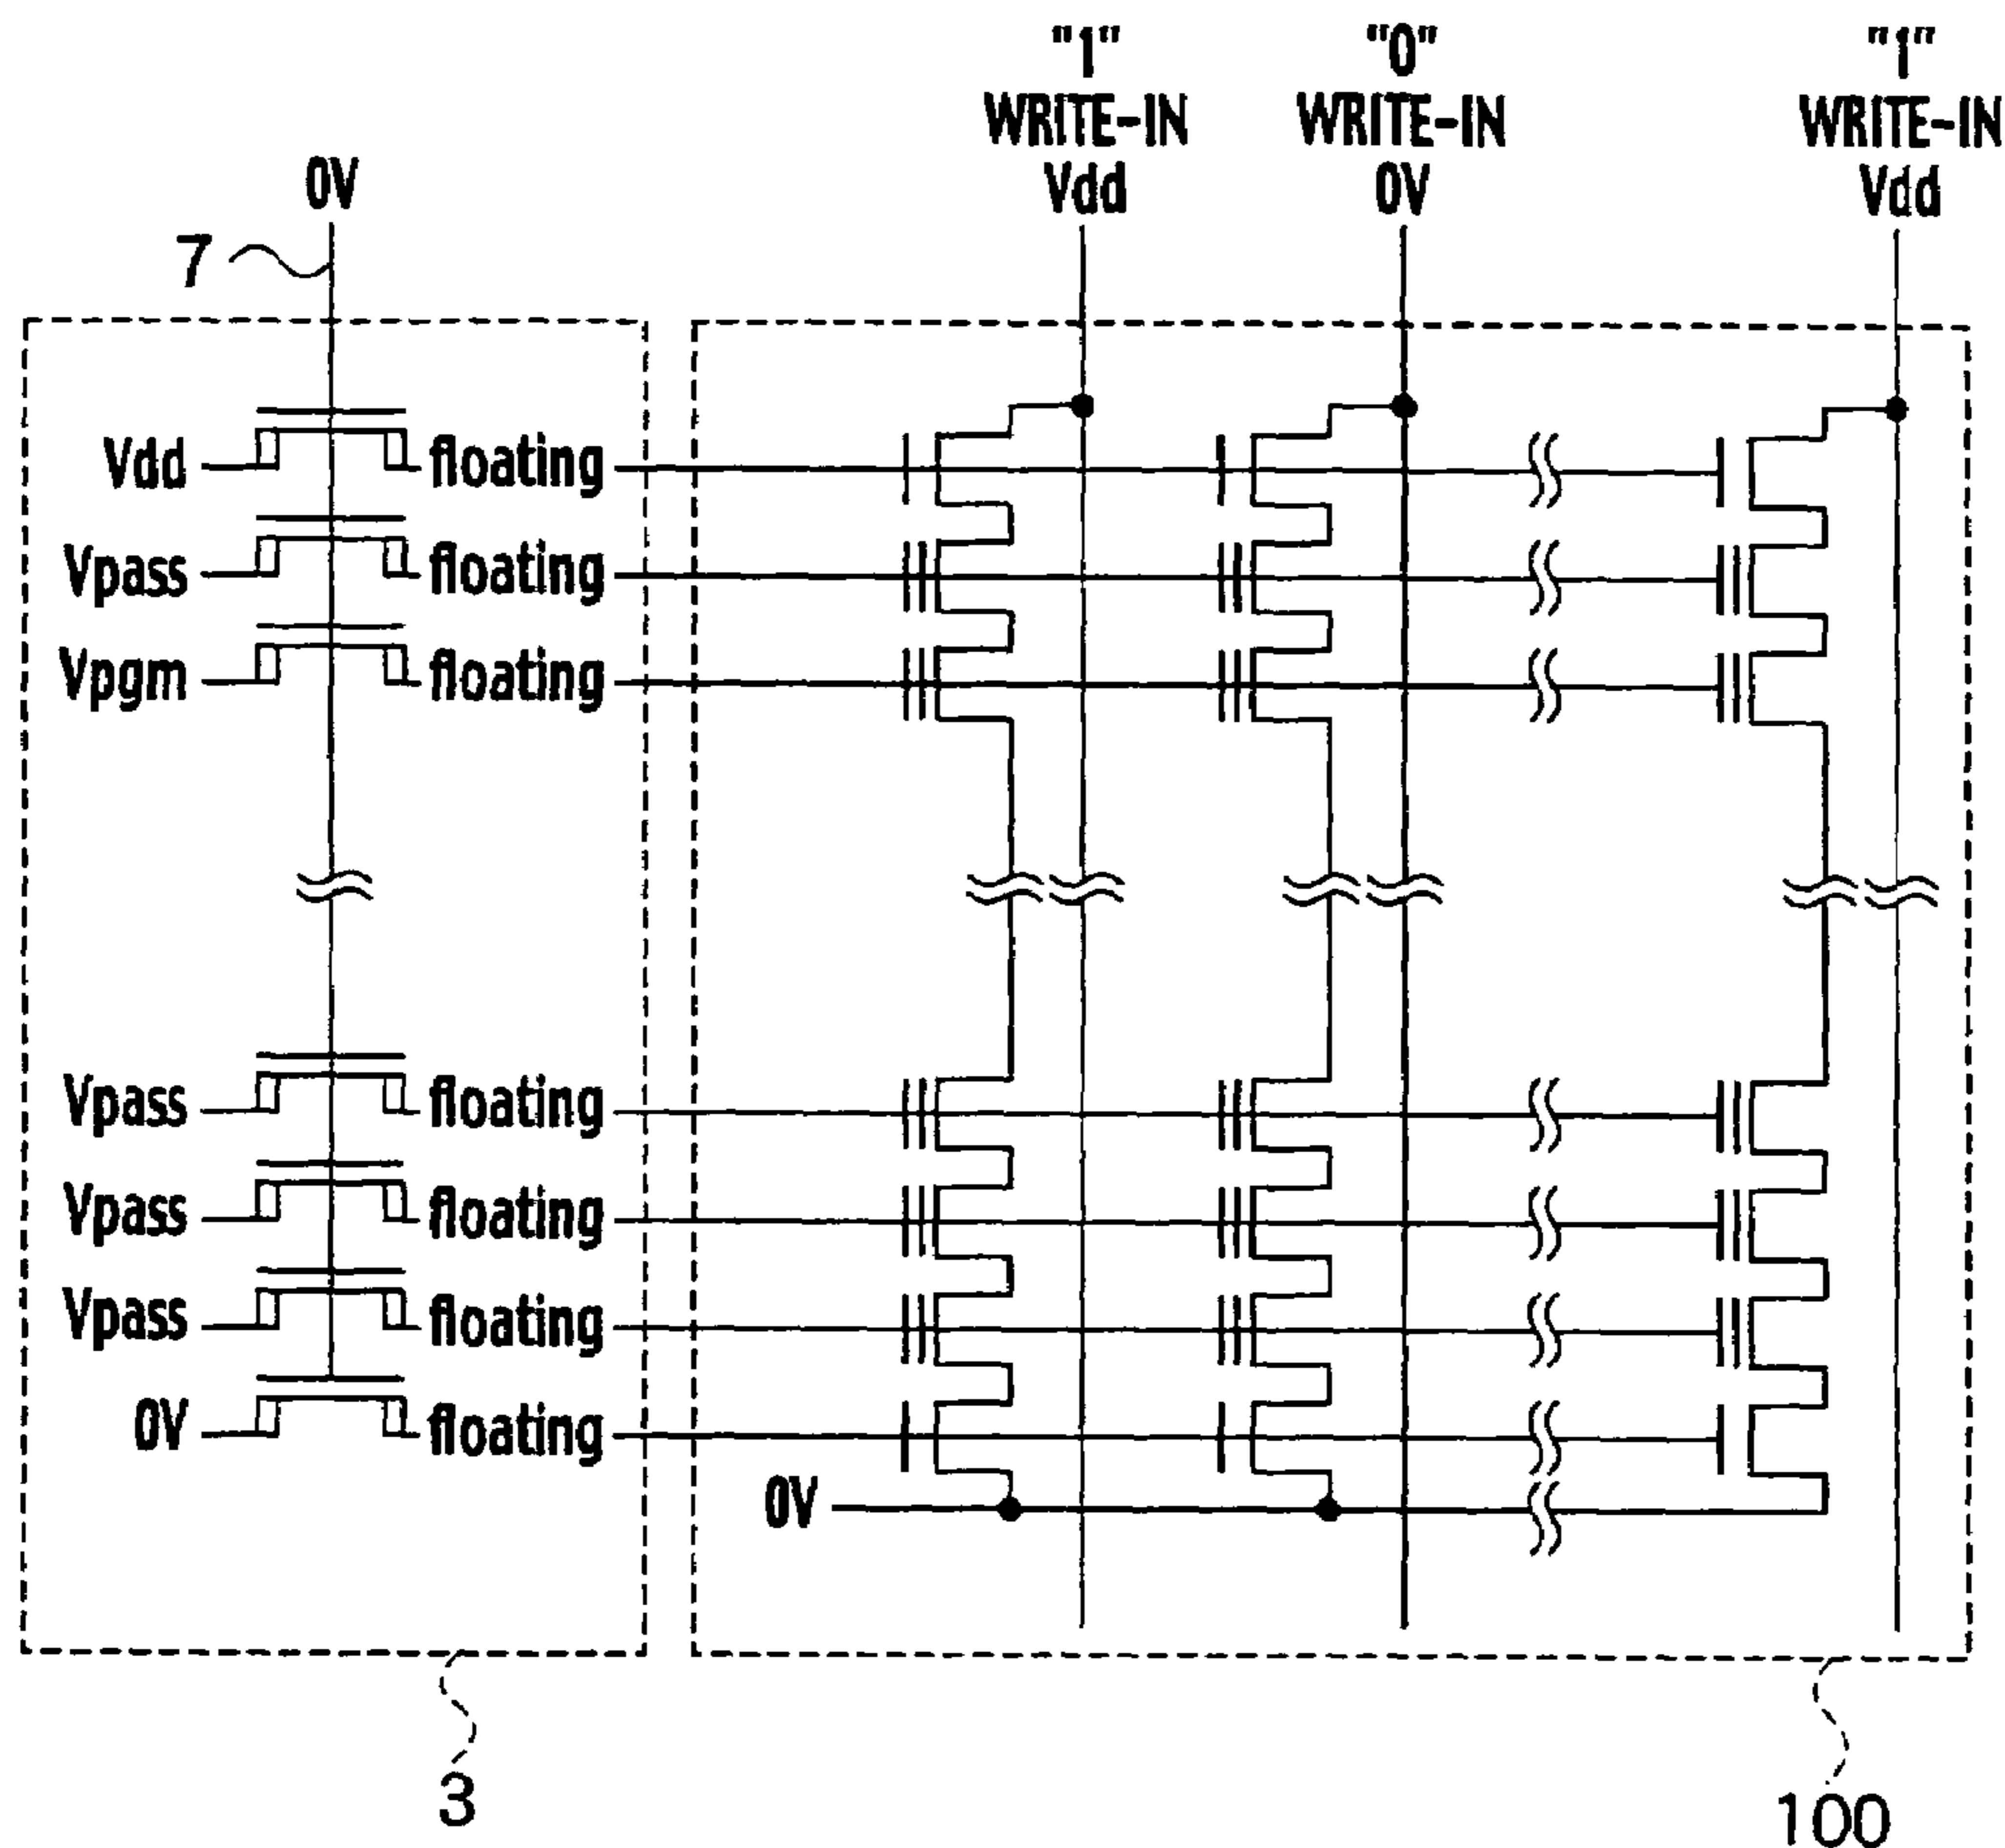 "1"
WRITE-IN
Vdd
"0"
WRITE-IN
0V
"1"
WRITE-IN
Vdd
0V
7
Vdd floating
Vpass floating
Vpgm floating
Vpass floating
Vpass floating
Vpass floating
0V floating
0V
3
100